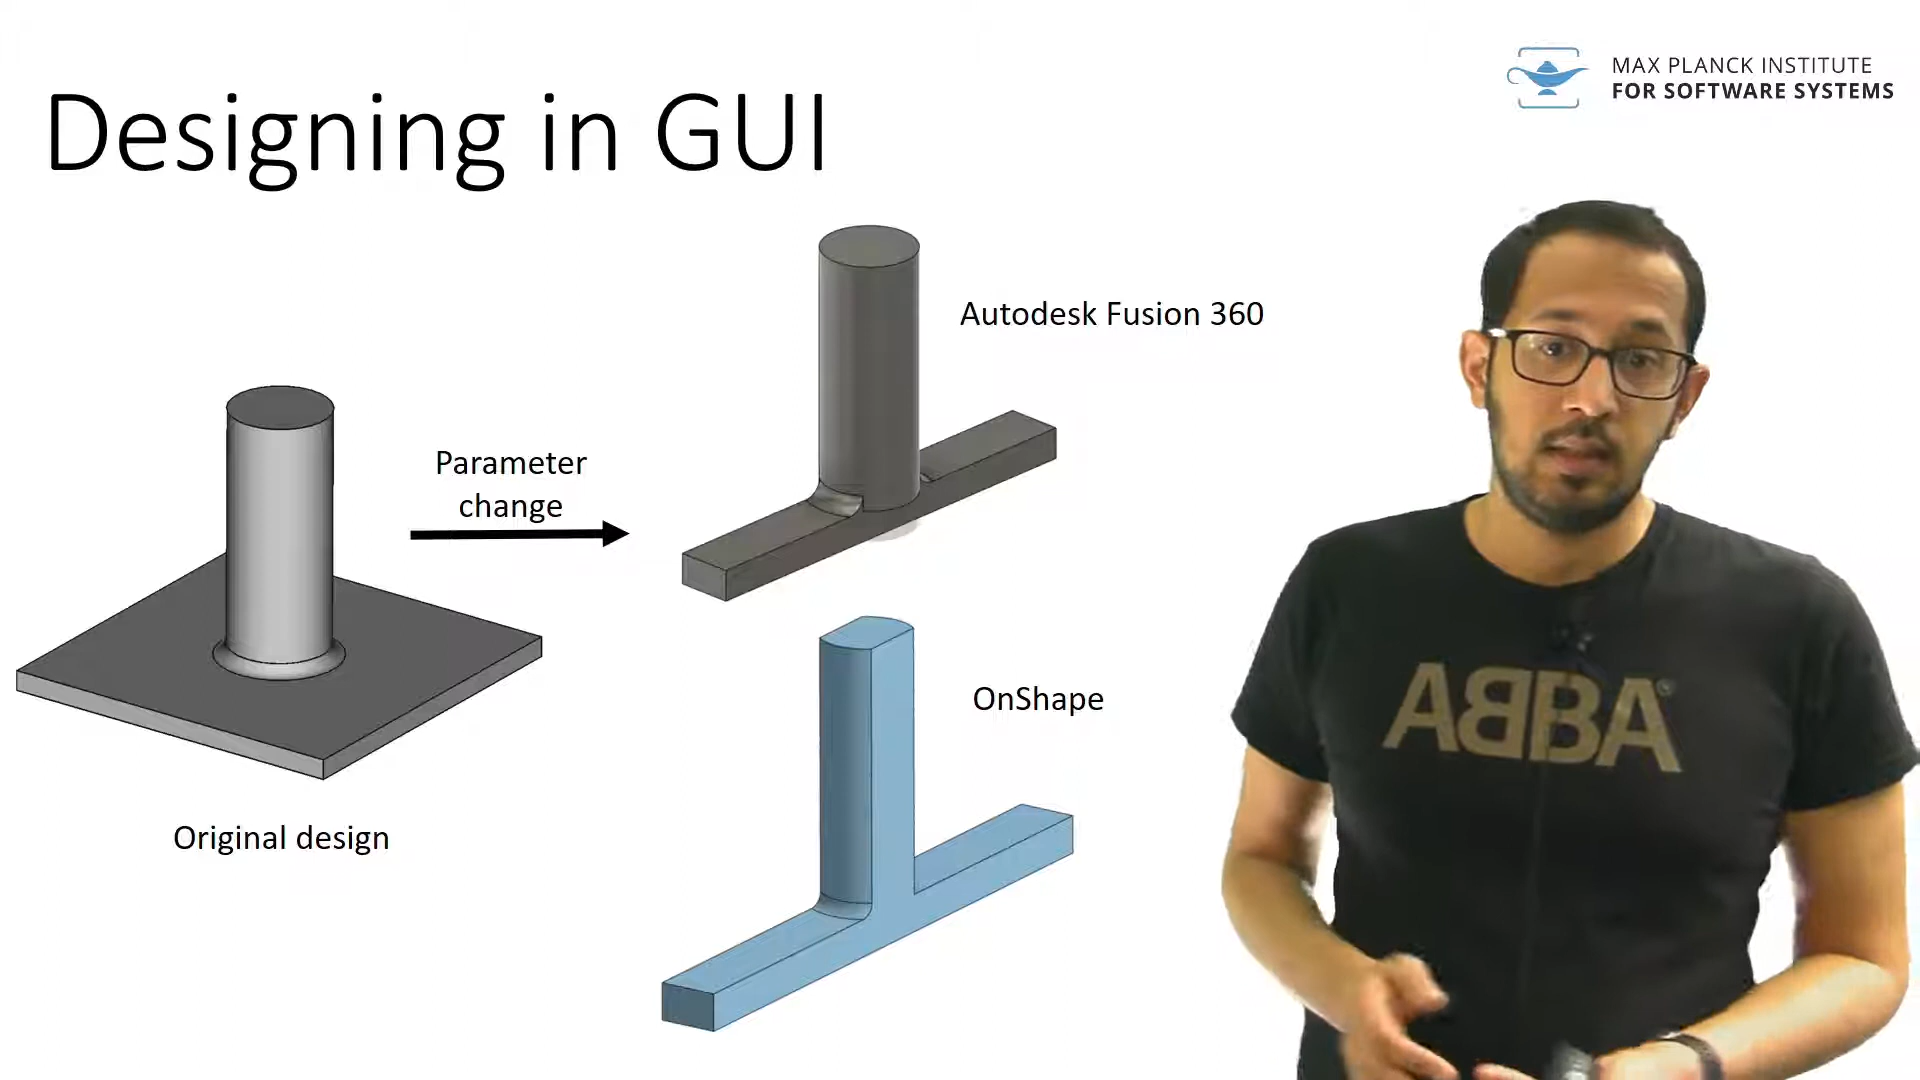 MAX PLANCK INSTITUTE
FOR SOFTWARE SYSTEMS
Designing in GUI
Autodesk Fusion 360
Parameter
change
OnShape
Original design
ABBA®